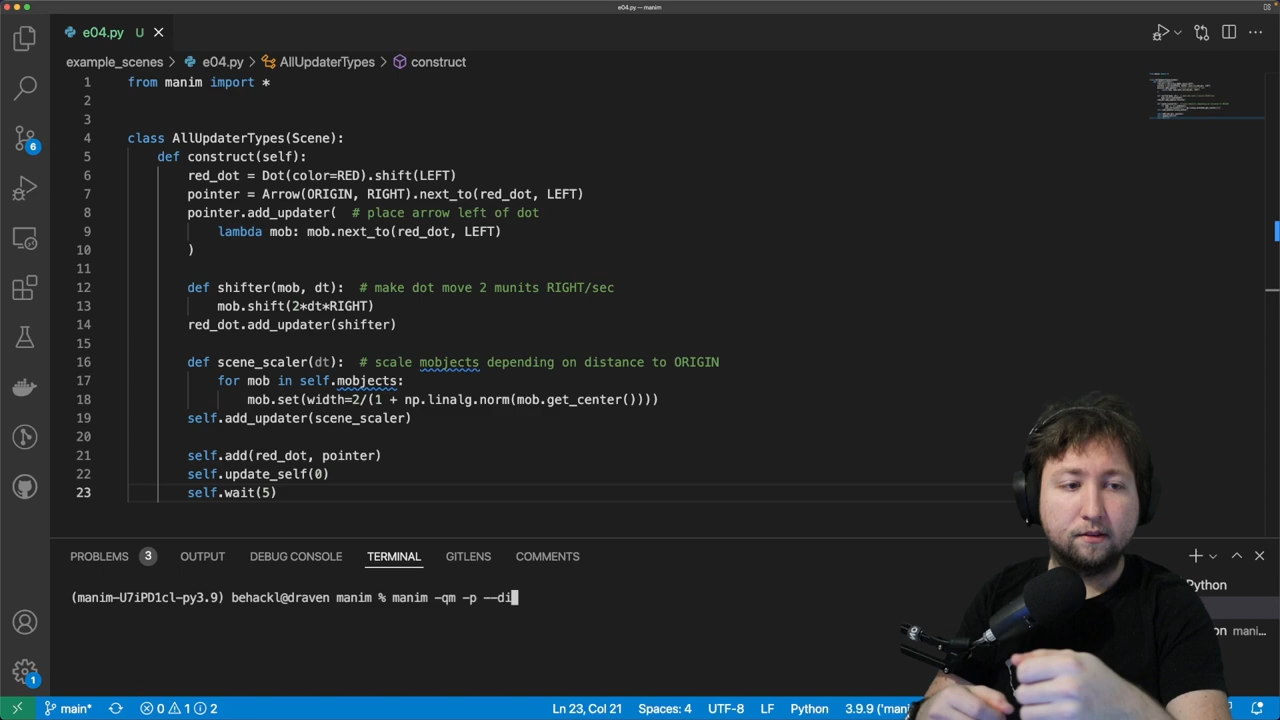 e04.py — manim
e04.py U
example_scenes > e04.py > AllUpdaterTypes > construct
1 from manim import *
2
3
4 class AllUpdaterTypes(Scene):
5 def construct(self):
6 red_dot = Dot(color=RED).shift(LEFT)
7 pointer = Arrow(ORIGIN, RIGHT).next_to(red_dot, LEFT)
8 pointer.add_updater( # place arrow left of dot
9 lambda mob: mob.next_to(red_dot, LEFT)
10 )
11
12 def shifter(mob, dt): # make dot move 2 munits RIGHT/sec
13 mob.shift(2*dt*RIGHT)
14 red_dot.add_updater(shifter)
15
16 def scene_scaler(dt): # scale mobjects depending on distance to ORIGIN
17 for mob in self.mobjects:
18 mob.set(width=2/(1 + np.linalg.norm(mob.get_center())))
19 self.add_updater(scene_scaler)
20
21 self.add(red_dot, pointer)
22 self.update_self(0)
23 self.wait(5)
6
PROBLEMS 3 OUTPUT DEBUG CONSOLE TERMINAL GITLENS COMMENTS
Python
(manim-U7iPD1cl-py3.9) behackl@draven manim % manim -qm -p --di
on mani...
1
main* 0 1 2 Ln 23, Col 21 Spaces: 4 UTF-8 LF Python 3.9.9 ('mani